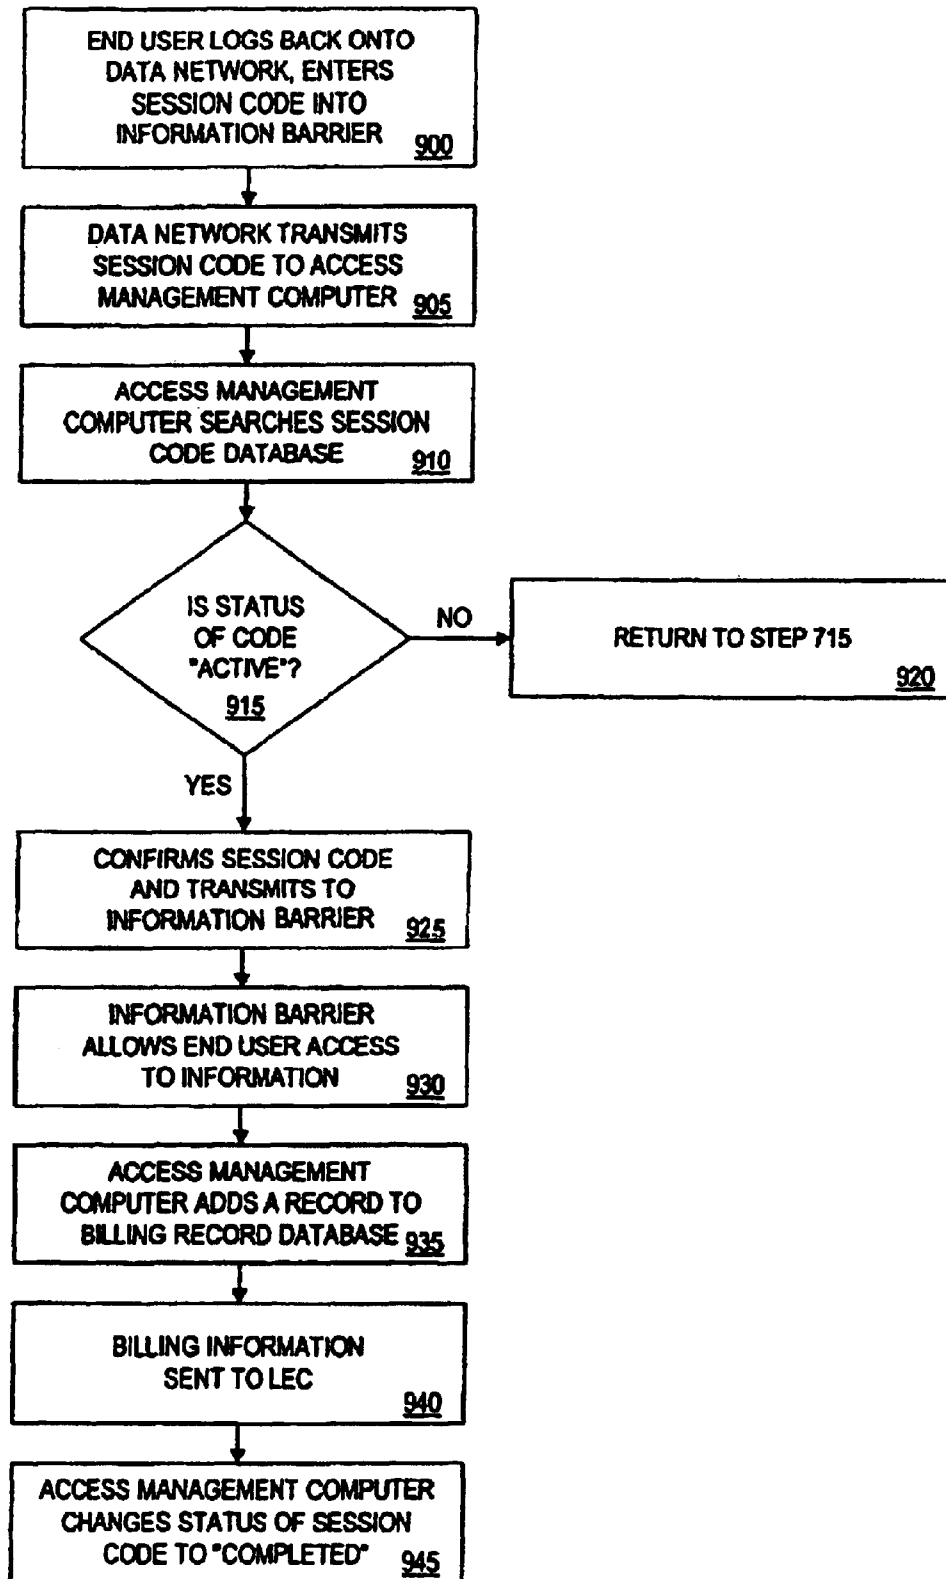 END USER LOGS BACK ONTO
DATA NETWORK, ENTERS
SESSION CODE INTO
INFORMATION BARRIER
900
DATA NETWORK TRANSMITS
SESSION CODE TO ACCESS
MANAGEMENT COMPUTER 905
ACCESS MANAGEMENT
COMPUTER SEARCHES SESSION
CODE DATABASE 910
IS STATUS
OF CODE
"ACTIVE"?
915
NO
RETURN TO STEP 715
920
YES
CONFIRMS SESSION CODE
AND TRANSMITS TO
INFORMATION BARRIER 925
INFORMATION BARRIER
ALLOWS END USER ACCESS
TO INFORMATION 930
ACCESS MANAGEMENT
COMPUTER ADDS A RECORD TO
BILLING RECORD DATABASE 935
BILLING INFORMATION
SENT TO LEC
940
ACCESS MANAGEMENT COMPUTER
CHANGES STATUS OF SESSION
CODE TO "COMPLETED" 945